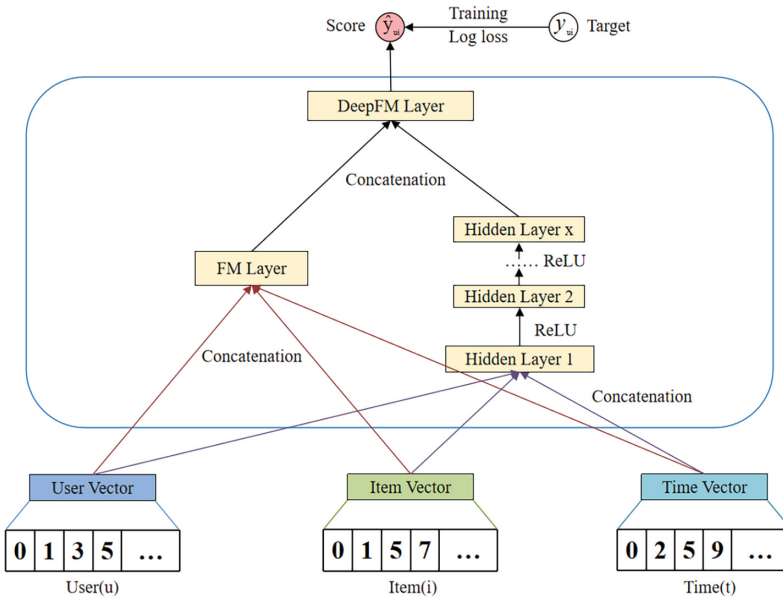 Score ŷui Training yui Target
Log loss
DeepFM Layer
Concatenation
Hidden Layer x
...... ReLU
FM Layer
Hidden Layer 2
ReLU
Concatenation
Hidden Layer 1
Concatenation
User Vector Item Vector Time Vector
0 1 3 5 ... 0 1 5 7 ... 0 2 5 9 ...
User(u) Item(i) Time(t)